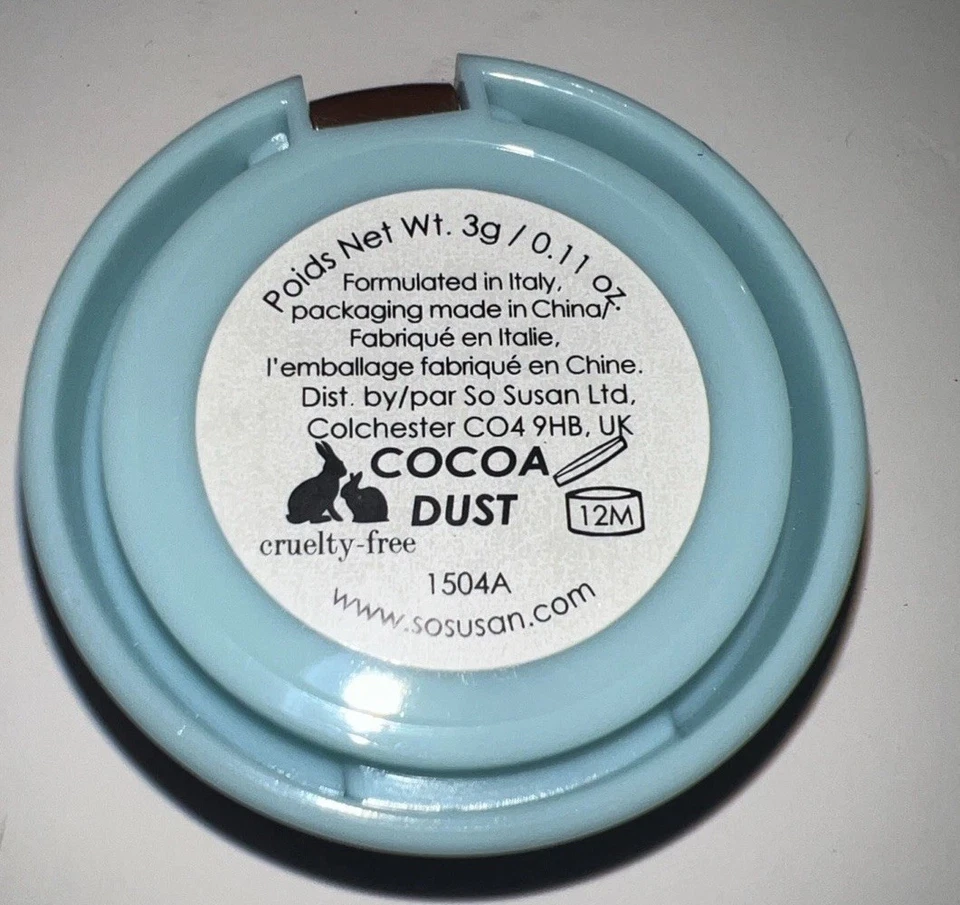 Poids Net Wt. 3g / 0.11 oz.
Formulated in Italy,
packaging made in China/
Fabriqué en Italie,
l'emballage fabriqué en Chine.
Dist. by/par So Susan Ltd,
Colchester CO4 9HB, UK
COCOA
DUST
12M
cruelty-free
1504A
www.sosusan.com